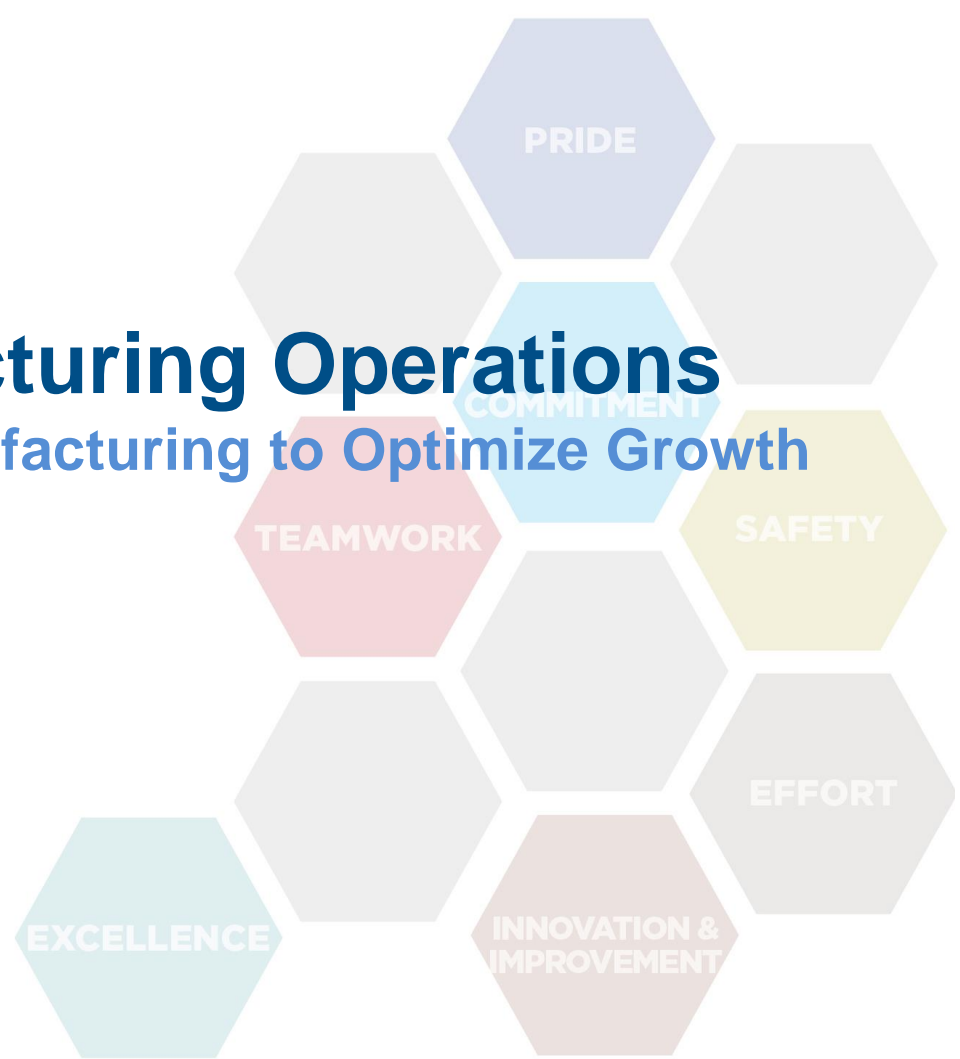 PRIDE
cturing Operations
COMMITMENT
facturing to Optimize Growth
TEAMWORK
SAFETY
EFFORT
EXCELLENCE
INNOVATION &
IMPROVEMENT